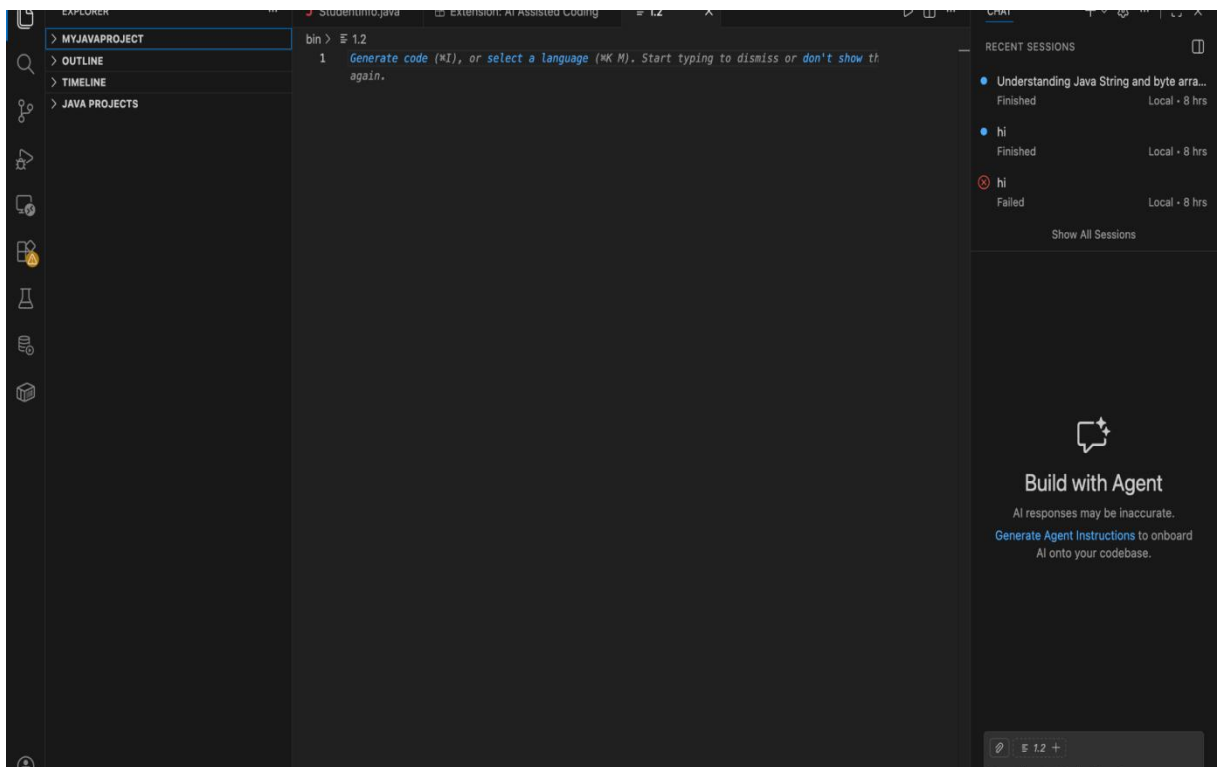 EXPLORER
MYJAVAPROJECT
OUTLINE
TIMELINE
JAVA PROJECTS
StudentInfo.java
Extension: AI Assisted Coding
1.2
bin > 1.2
1 Generate code (⌘I), or select a language (⌘K M). Start typing to dismiss or don't show th
again.
CHAT
RECENT SESSIONS
Understanding Java String and byte arra...
Finished Local • 8 hrs
hi
Finished Local • 8 hrs
hi
Failed Local • 8 hrs
Show All Sessions
Build with Agent
AI responses may be inaccurate.
Generate Agent Instructions to onboard
AI onto your codebase.
1.2 +